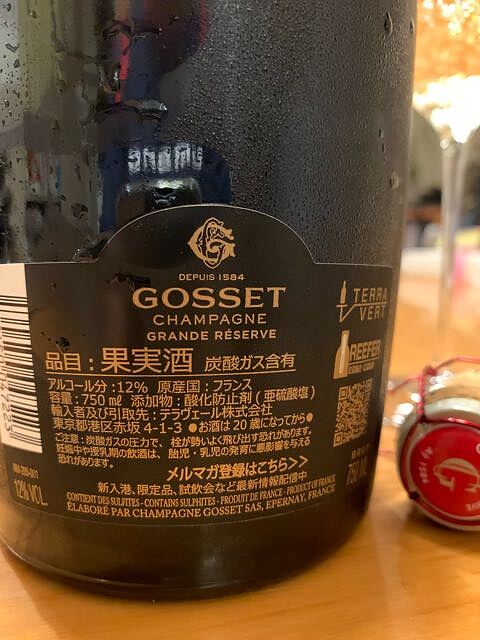 DEPUIS 1584
GOSSET
CHAMPAGNE
GRANDE RÉSERVE
TERRA
VERT
REEFER
品目：果実酒 炭酸ガス含有
アルコール分：12% 原産国：フランス
容量：750㎖ 添加物：酸化防止剤（亜硫酸塩）
輸入者及び引取先：テラヴェール株式会社
東京都港区赤坂4-1-3 ●お酒は20歳になってから●
ご注意：炭酸ガスの圧力で、栓が勢いよく飛び出す恐れがあります。
妊娠中や授乳期の飲酒は、胎児・乳児の発育に悪影響を与える
恐れがあります。
メルマガ登録はこちら>>
新入港、限定品、試飲会など最新情報配信中
750 ML
12% VOL.
CONTIENT DES SULFITES - CONTAINS SULPHITES - PRODUIT DE FRANCE - PRODUCT OF FRANCE
ÉLABORÉ PAR CHAMPAGNE GOSSET SAS, EPERNAY, FRANCE